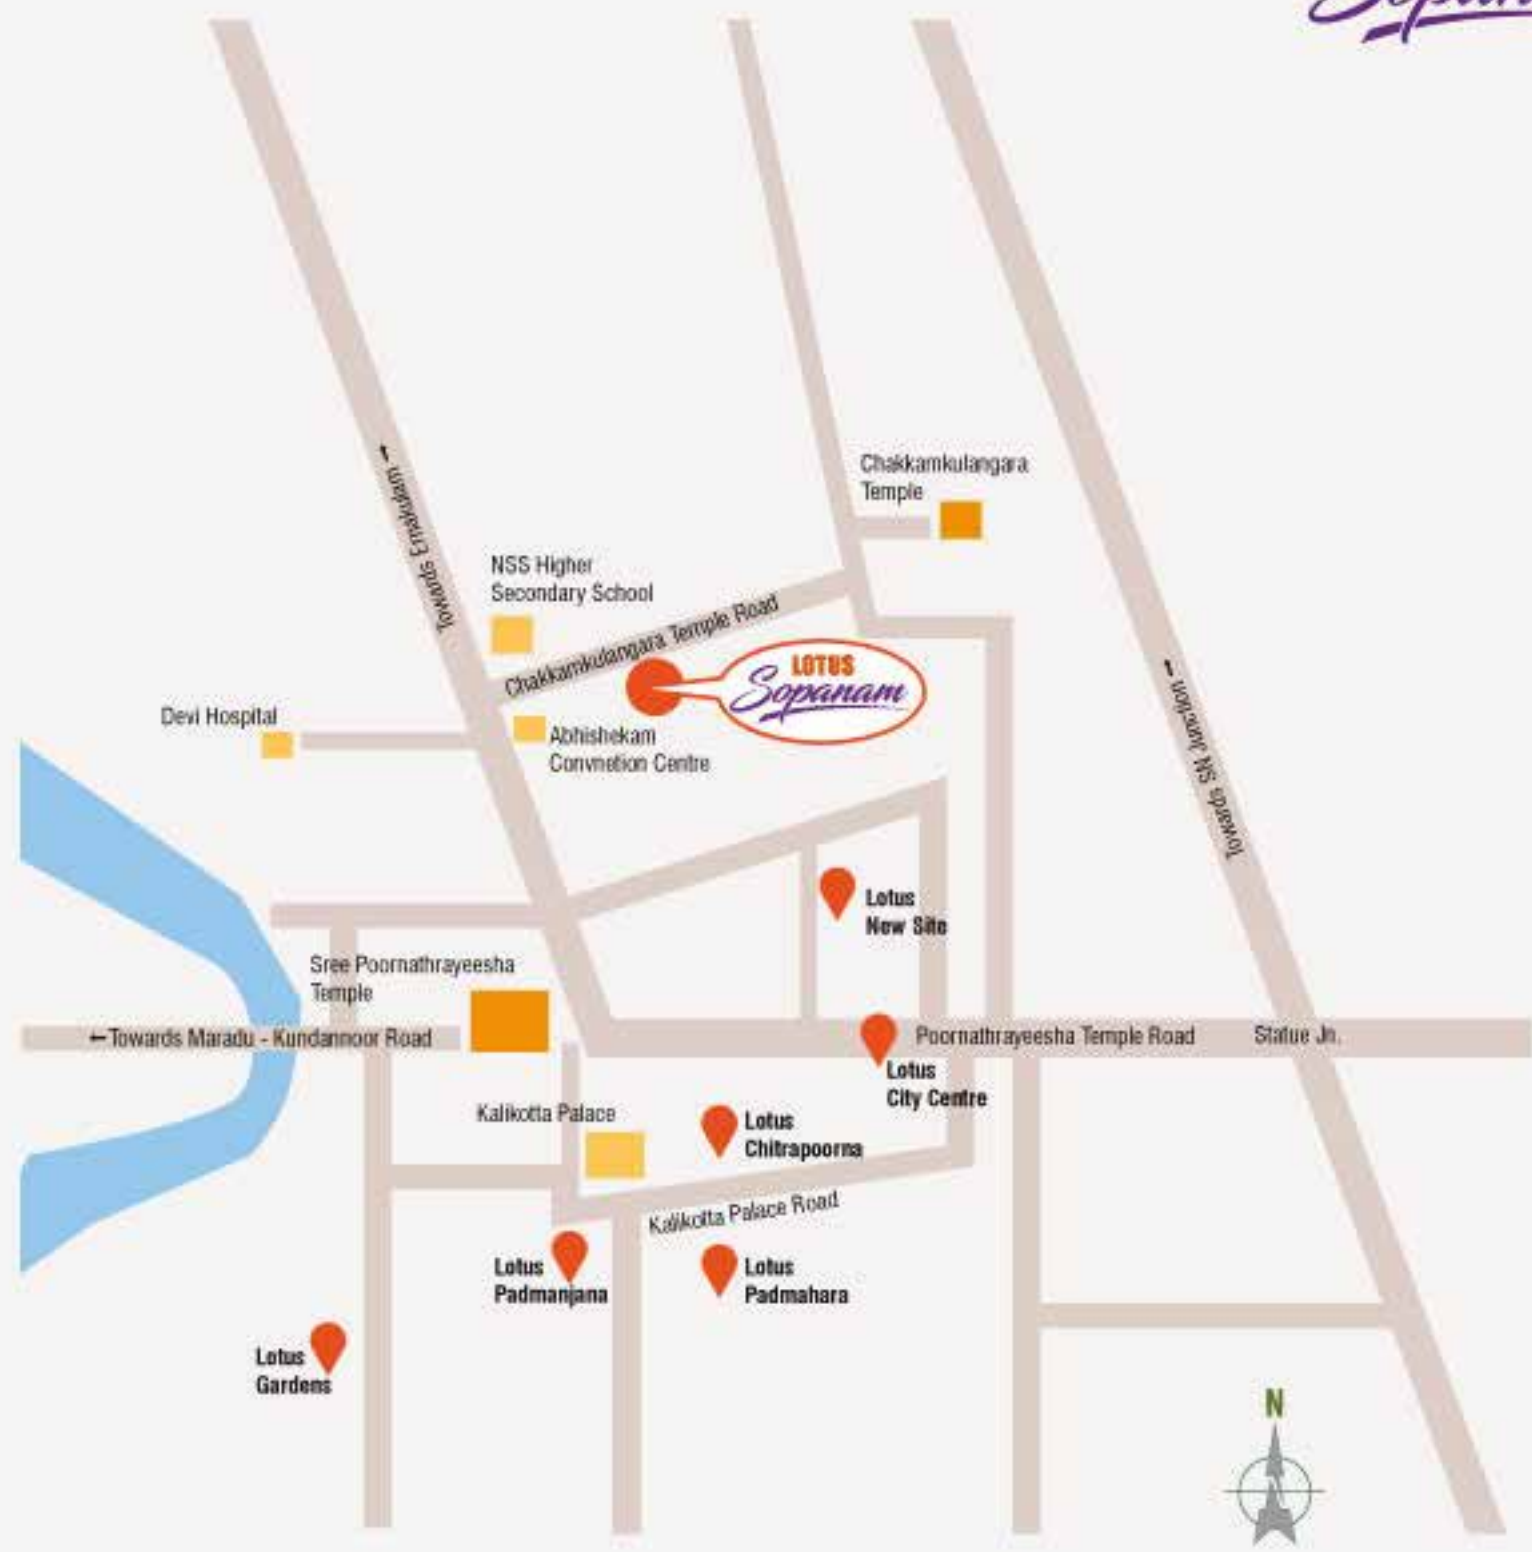 Chakkamkulangara
Temple
Towards Ernakulam
NSS Higher
Secondary School
Chakkamkulangara Temple Road
LOTUS
Sopanam
Devi Hospital
Abhishekam
Convnetion Centre
Towards SN Junction
Lotus
New Site
Sree Poornathrayeesha
Temple
←Towards Maradu - Kundannoor Road
Poornathrayeesha Temple Road
Statue Jn.
Lotus
City Centre
Kalikotta Palace
Lotus
Chitrapoorna
Kalikotta Palace Road
Lotus
Padmanjana
Lotus
Padmahara
Lotus
Gardens
N